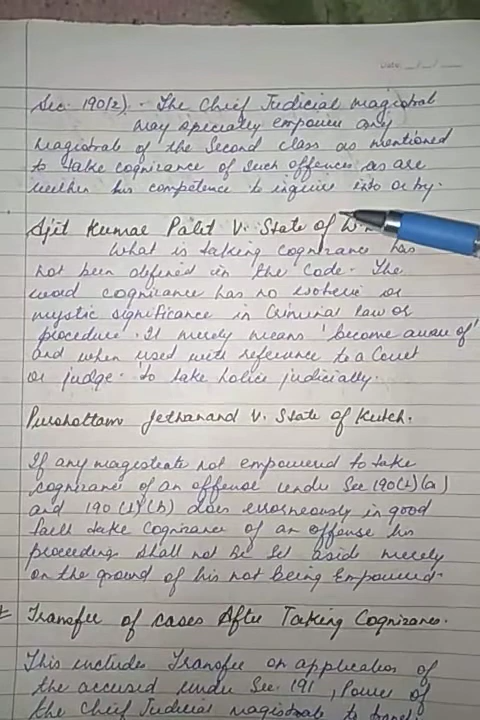 Date
Sec. 190(2). The Chief Judicial magistrat
may specialy empower any
Magistrate of the Second class as mentioned
to take cognizance of such offences as are
within his competence to inquire into or try.
Ajit Kumar Palit V. State of W
What is taking cognizance has
not been defined in the Code. The
word cognizance has no esoteric or
mystic significance in Criminal law or
procedure. It merely means 'become aware of'
and when used with reference to a Court
or judge. to take notice judicially.
Purshottam Jethanand V. State of Kutch.
If any magistrate not empowered to take
cognizance of an offense under Sec 190(1)(a)
and 190(1)(b) does erroneously in good
faith take cognizance of an offense his
proceeding shall not be set aside merely
on the ground of his not being Empowered.
Transfer of cases After Taking Cognizance.
This includes Transfer on application of
the accused under Sec. 191, Power of
the Chief Judicial magistrate to